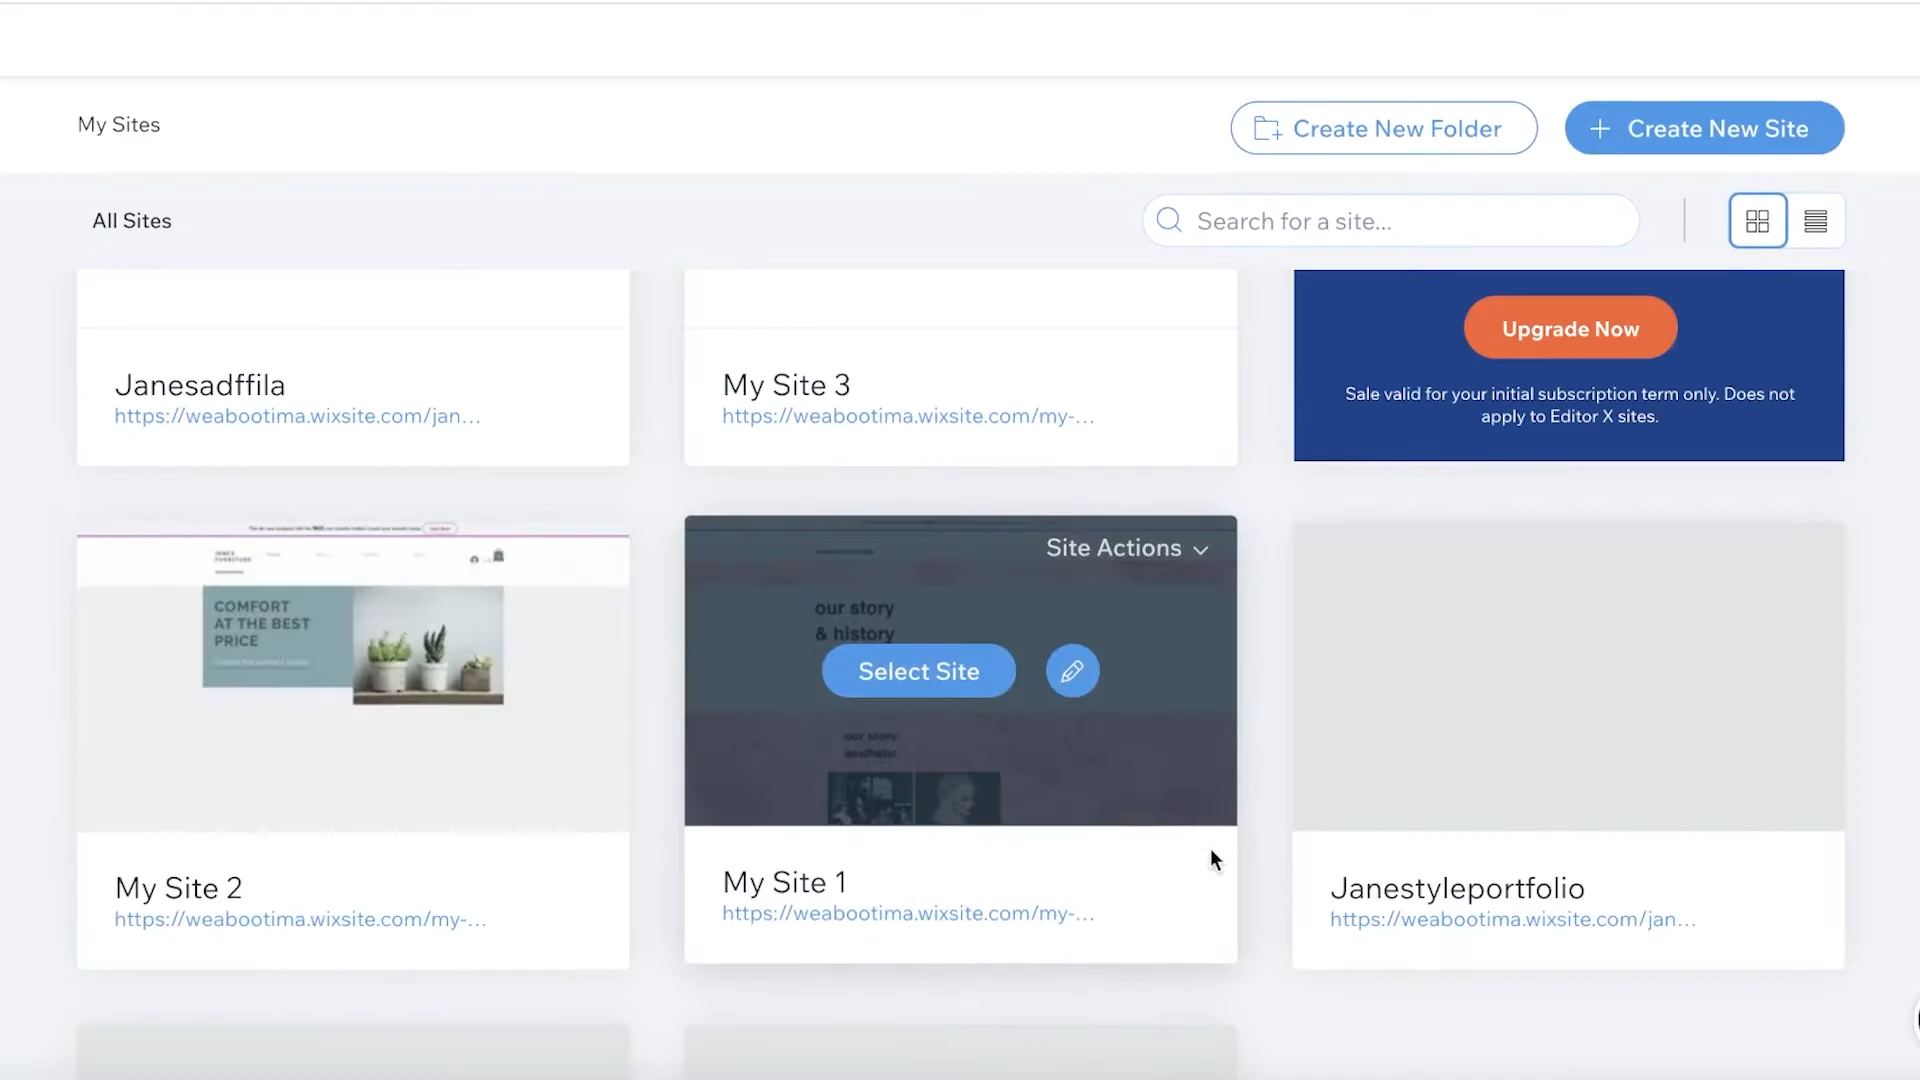 My Sites
Create New Folder
Create New Site
All Sites
Search for a site...
Janesadffila
https://weabootima.wixsite.com/jan...
My Site 3
https://weabootima.wixsite.com/my-...
Upgrade Now
Sale valid for your initial subscription term only. Does not
apply to Editor X sites.
COMFORT
AT THE BEST
PRICE
My Site 2
https://weabootima.wixsite.com/my-...
Site Actions
our story
& history
Select Site
our story
aesthetic
My Site 1
https://weabootima.wixsite.com/my-...
Janestyleportfolio
https://weabootima.wixsite.com/jan...